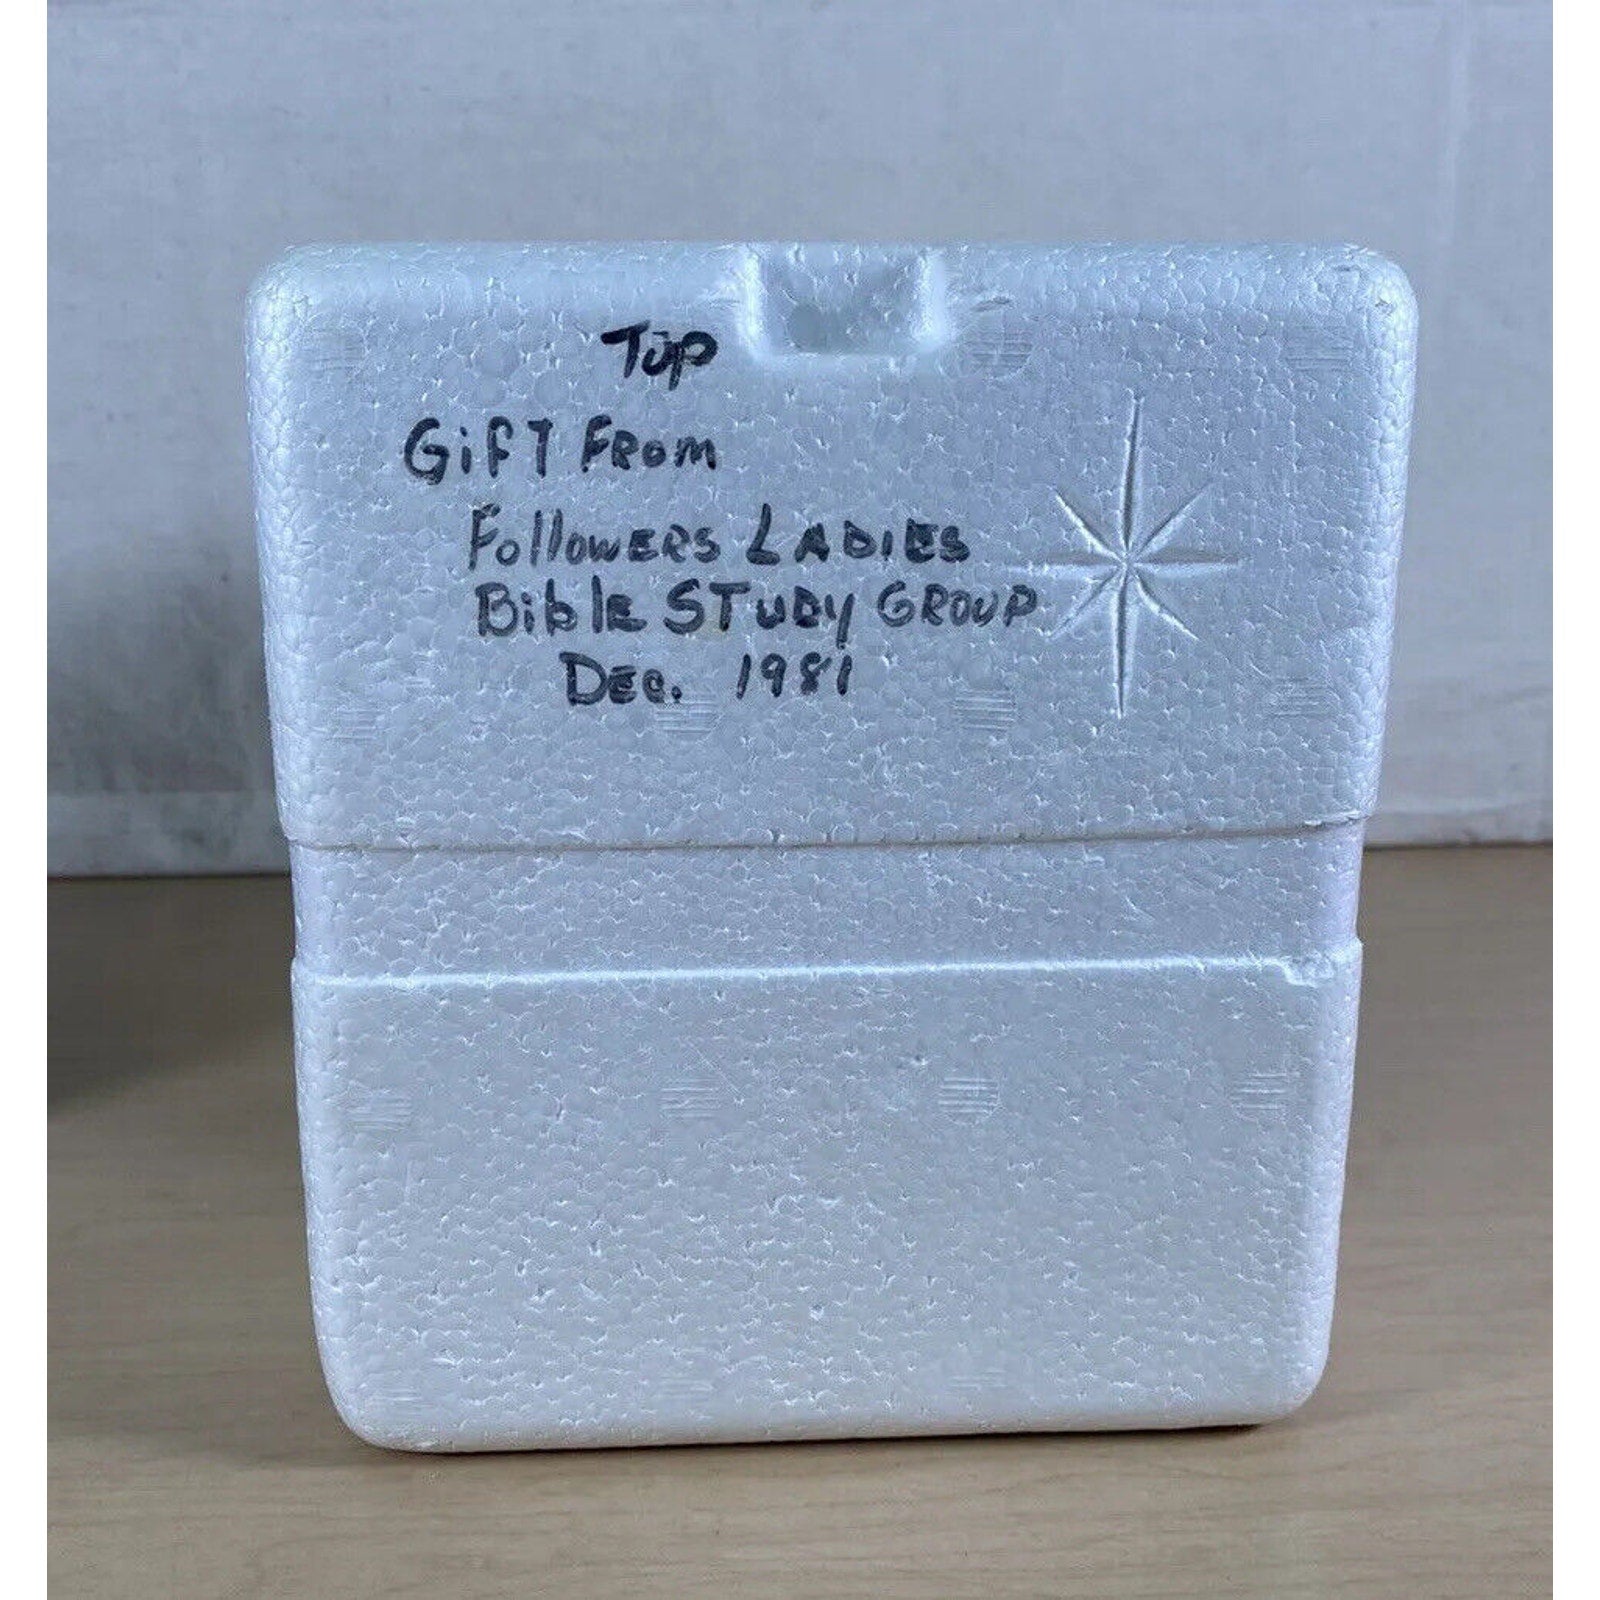 Top
GifT FRom
FollowERS LADIES
BiblE STUDY GROUP
DEC. 1981